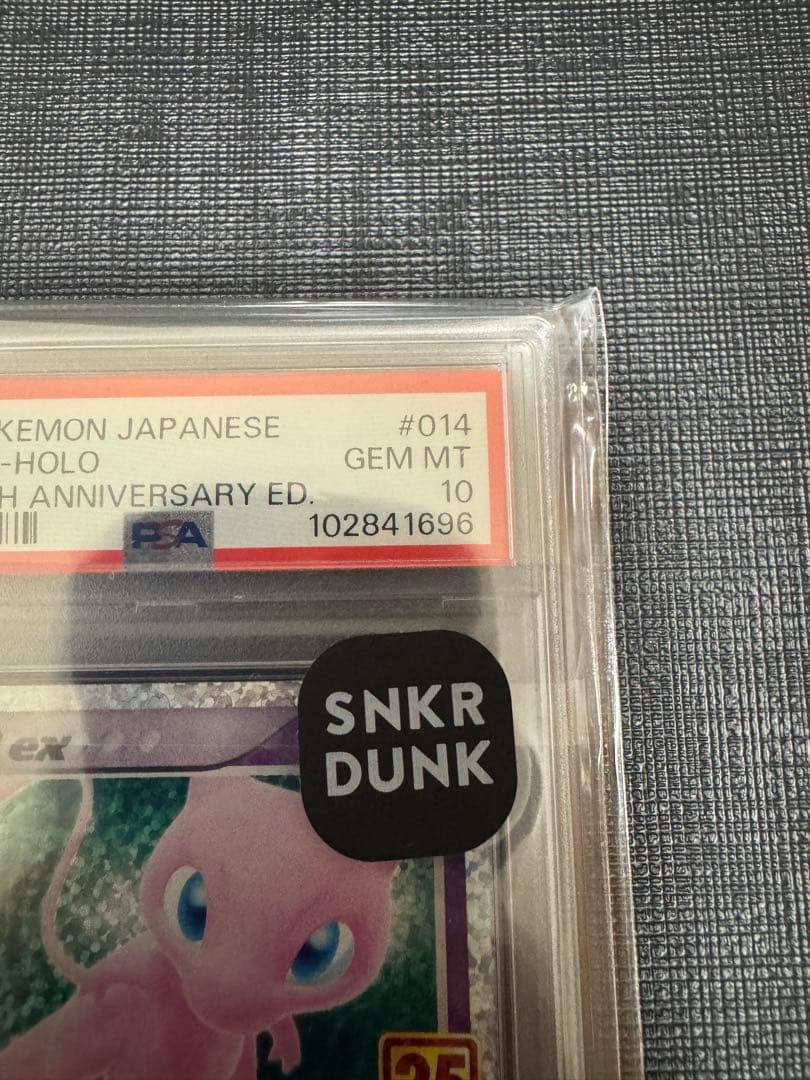 KEMON JAPANESE #014
-HOLO GEM MT
H ANNIVERSARY ED. 10
PSA 102841696
SNKR
DUNK
ex
25